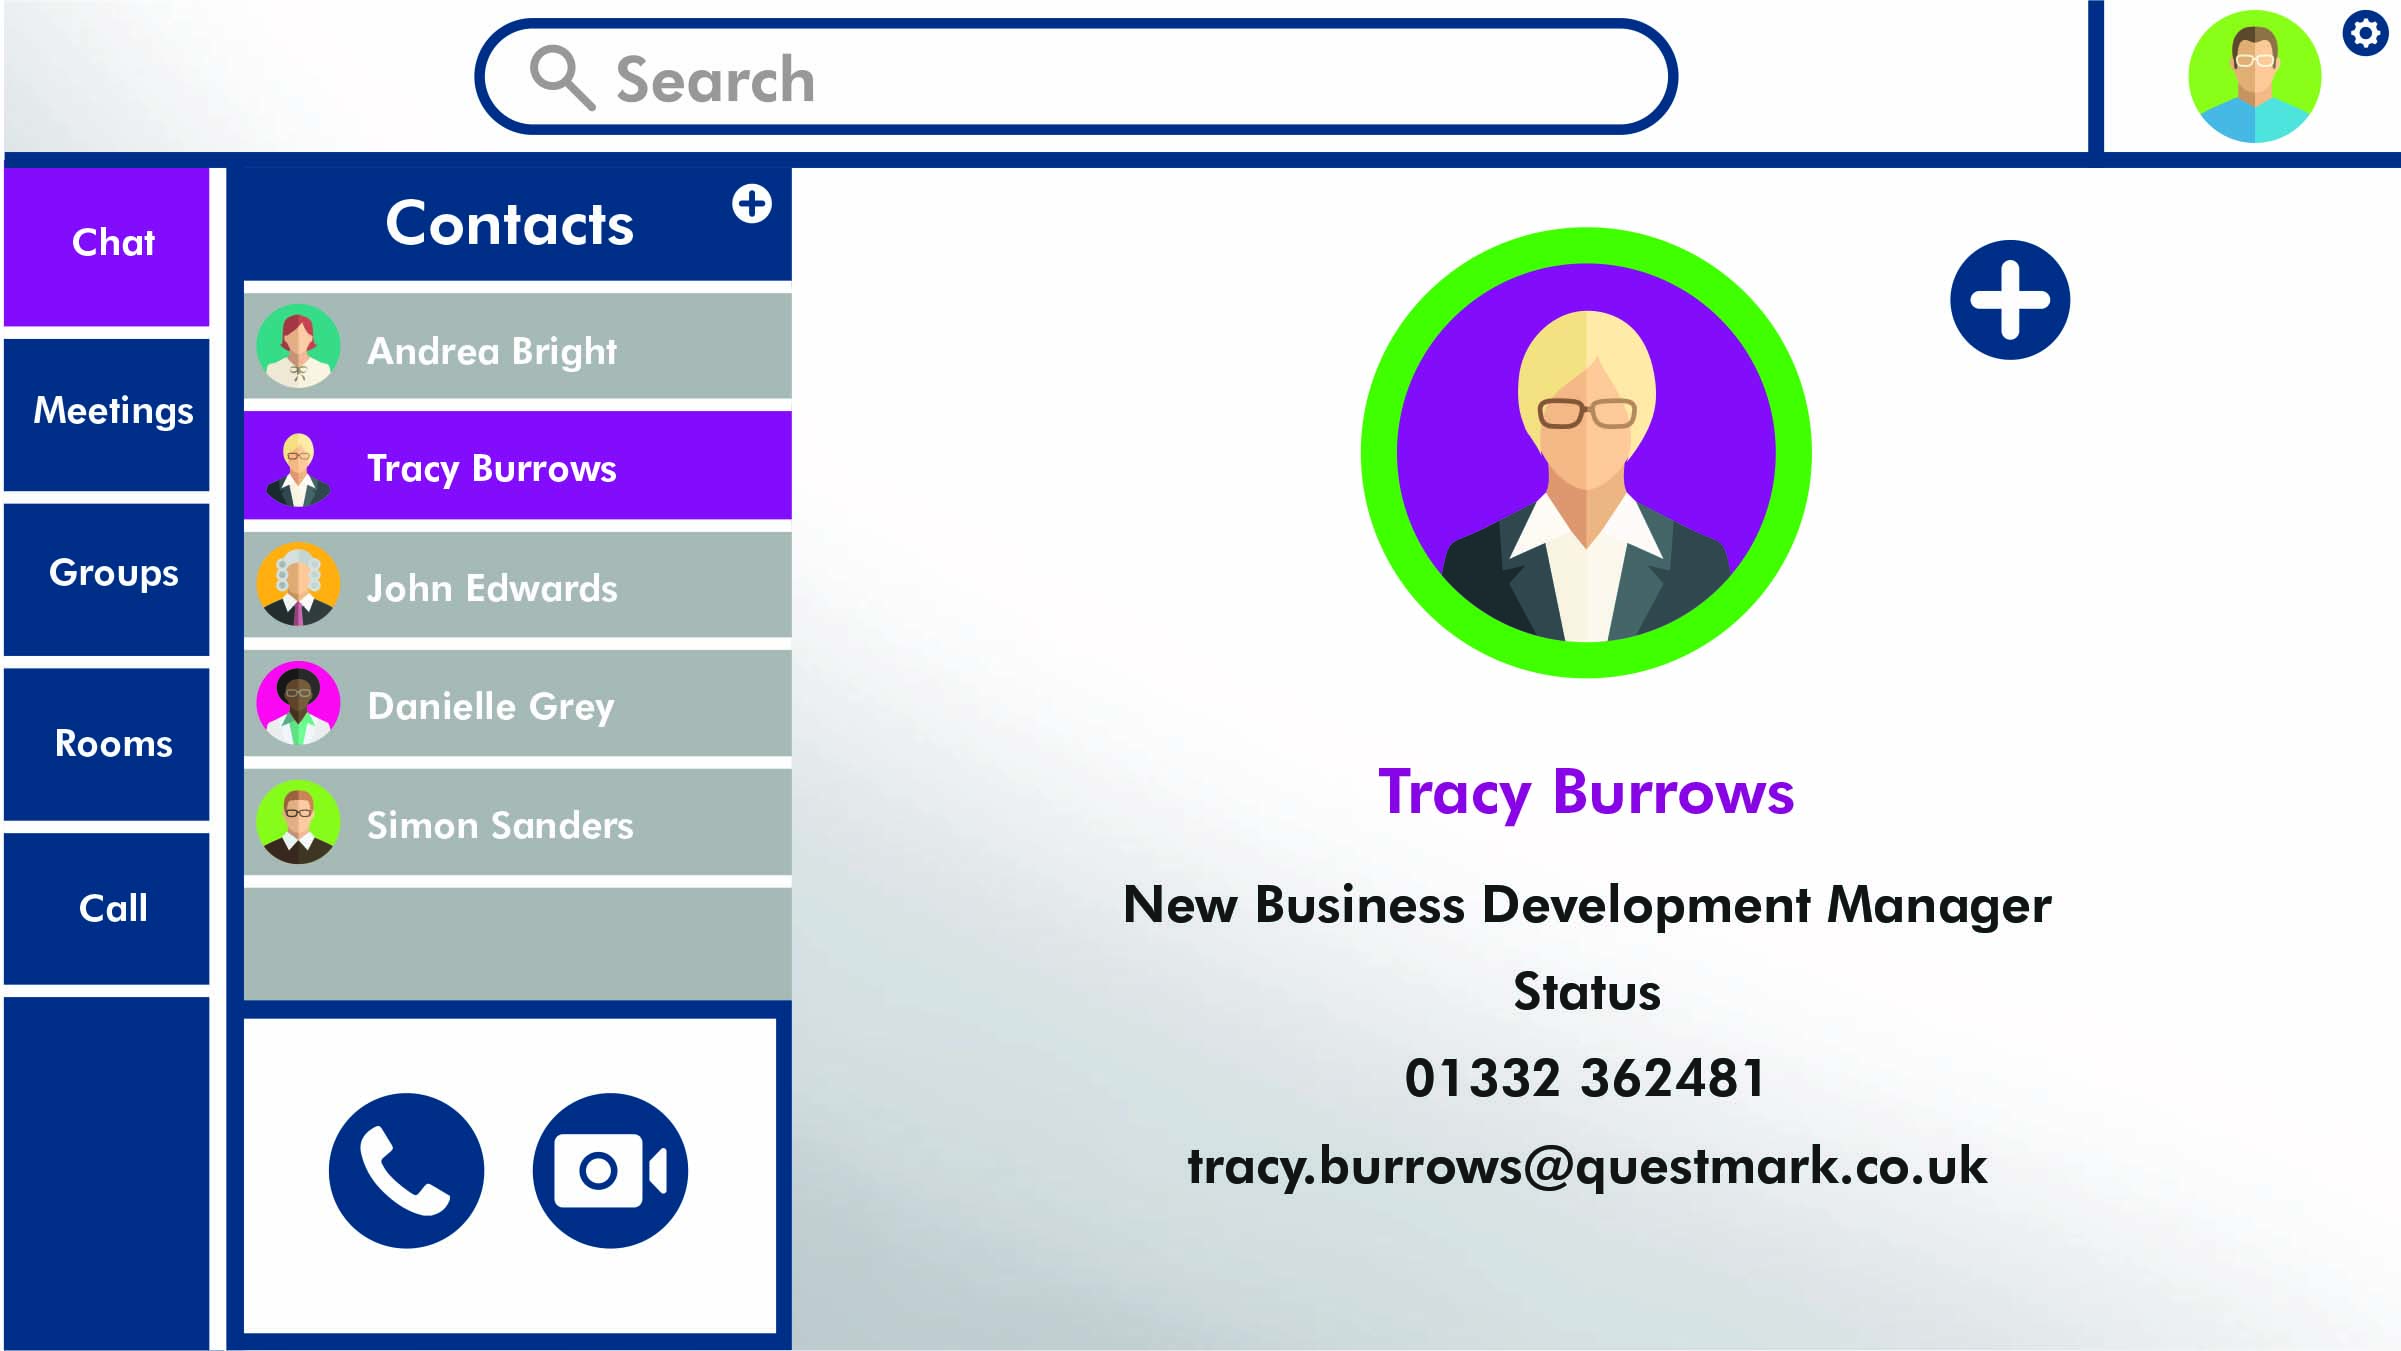 Search
Chat
Meetings
Groups
Rooms
Call
Contacts
Andrea Bright
Tracy Burrows
John Edwards
Danielle Grey
Simon Sanders
Tracy Burrows
New Business Development Manager
Status
01332 362481
tracy.burrows@questmark.co.uk